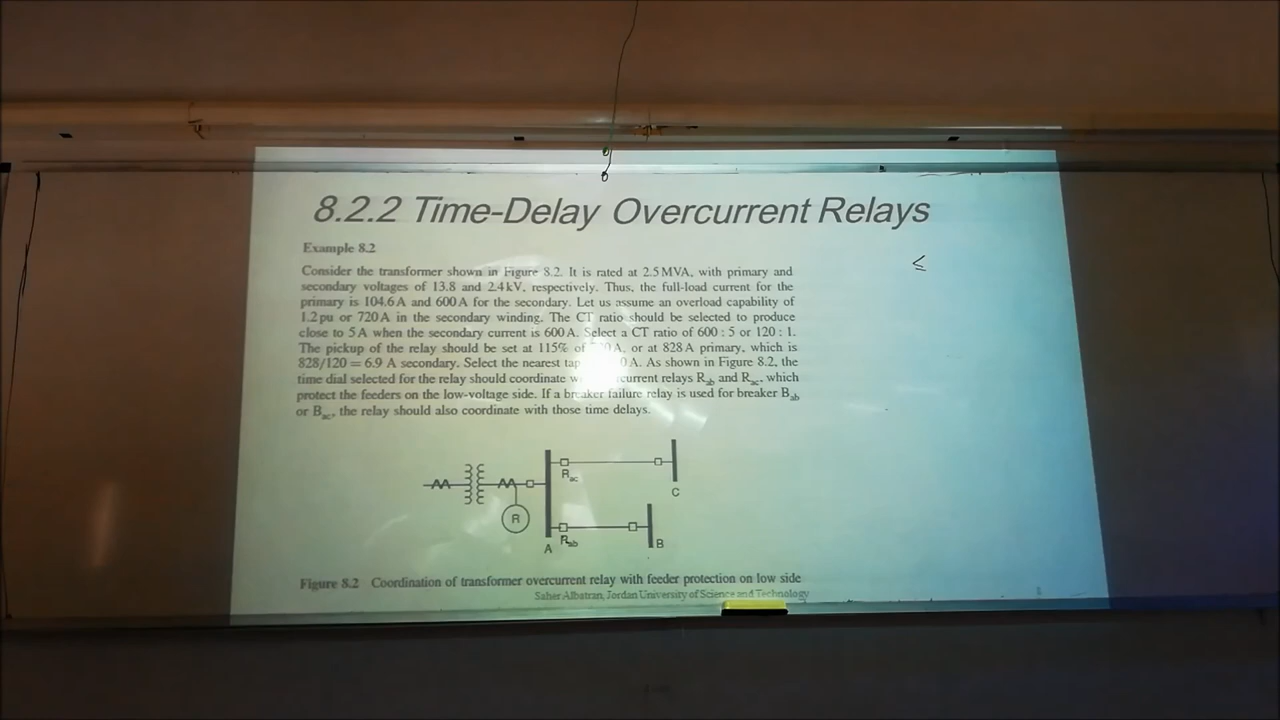 8.2.2 Time-Delay Overcurrent Relays
≤
Example 8.2
Consider the transformer shown in Figure 8.2. It is rated at 2.5 MVA, with primary and
secondary voltages of 13.8 and 2.4 kV, respectively. Thus, the full-load current for the
primary is 104.6 A and 600 A for the secondary. Let us assume an overload capability of
1.2 pu or 720 A in the secondary winding. The CT ratio should be selected to produce
close to 5 A when the secondary current is 600 A. Select a CT ratio of 600 : 5 or 120 : 1.
The pickup of the relay should be set at 115% of A, or at 828 A primary, which is
828/120 = 6.9 A secondary. Select the nearest tap A. As shown in Figure 8.2, the
time dial selected for the relay should coordinate relays Rab and Rac, which
protect the feeders on the low-voltage side. If a breaker failure relay is used for breaker Bab
or Bac, the relay should also coordinate with those time delays.
Rac
C
R
A
Rab
B
Figure 8.2 Coordination of transformer overcurrent relay with feeder protection on low side
Saher Albatran, Jordan University of Science and Technology